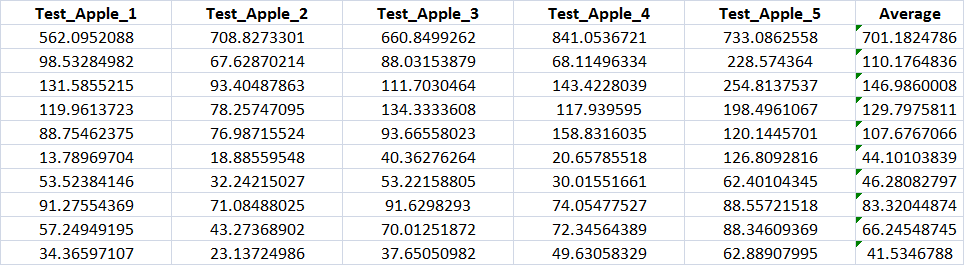 Test_Apple_1 Test_Apple_2 Test_Apple_3 Test_Apple_4 Test_Apple_5 Average
562.0952088 708.8273301 660.8499262 841.0536721 733.0862558 701.1824786
98.53284982 67.62870214 88.03153879 68.11496334 228.574364 110.1764836
131.5855215 93.40487863 111.7030464 143.4228039 254.8137537 146.9860008
119.9613723 78.25747095 134.3333608 117.939595 198.4961067 129.7975811
88.75462375 76.98715524 93.66558023 158.8316035 120.1445701 107.6767066
13.78969704 18.88559548 40.36276264 20.65785518 126.8092816 44.10103839
53.52384146 32.24215027 53.22158805 30.01551661 62.40104345 46.28082797
91.27554369 71.08488025 91.6298293 74.05477527 88.55721518 83.32044874
57.24949195 43.27368902 70.01251872 72.34564389 88.34609369 66.24548745
34.36597107 23.13724986 37.65050982 49.63058329 62.88907995 41.5346788